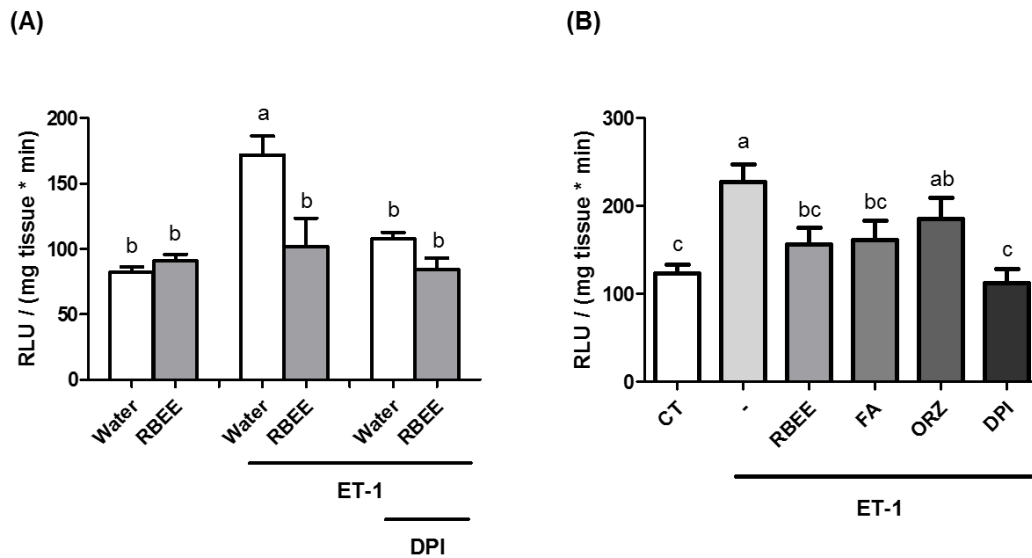 (A)
RLU / (mg tissue * min)
200
150
100
50
0
b
b
a
b
b
b
Water
RBEE
Water
RBEE
Water
RBEE
ET-1
DPI
(B)
RLU / (mg tissue * min)
300
200
100
0
c
a
bc
bc
ab
c
CT
-
RBEE
FA
ORZ
DPI
ET-1